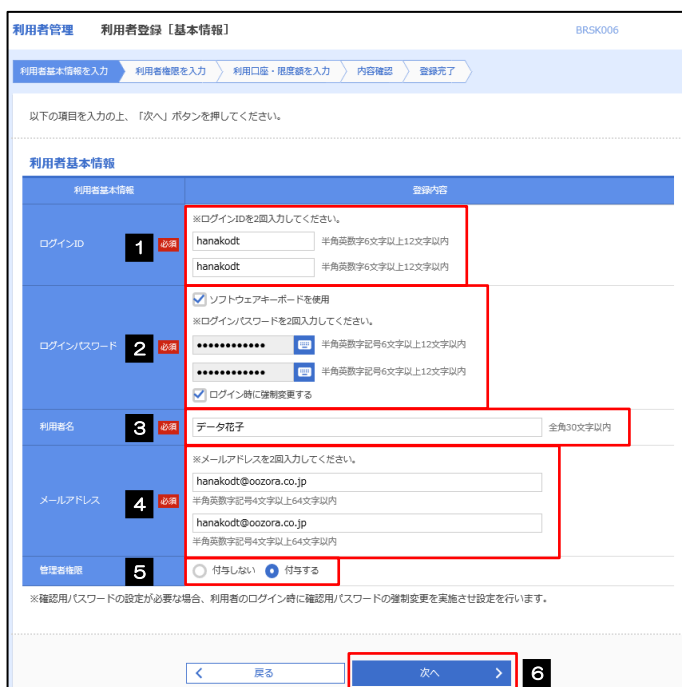 利用者管理 利用者登録［基本情報］ BRSK006
利用者基本情報を入力 利用者権限を入力 利用口座・限度額を入力 内容確認 登録完了
以下の項目を入力の上、「次へ」ボタンを押してください。
利用者基本情報
利用者基本情報 登録内容
※ログインIDを2回入力してください。
ログインID 1 必須 hanakodt 半角英数字6文字以上12文字以内
hanakodt 半角英数字6文字以上12文字以内
ソフトウェアキーボードを使用
※ログインパスワードを2回入力してください。
ログインパスワード 2 必須 ●●●●●●●●●●●● 半角英数字記号6文字以上12文字以内
●●●●●●●●●●●● 半角英数字記号6文字以上12文字以内
ログイン時に強制変更する
利用者名 3 必須 データ花子 全角30文字以内
※メールアドレスを2回入力してください。
hanakodt@oozora.co.jp
メールアドレス 4 必須 半角英数字記号4文字以上64文字以内
hanakodt@oozora.co.jp
半角英数字記号4文字以上64文字以内
管理者権限 5 付与しない 付与する
※確認用パスワードの設定が必要な場合、利用者のログイン時に確認用パスワードの強制変更を実施させ設定を行います。
戻る 次へ 6